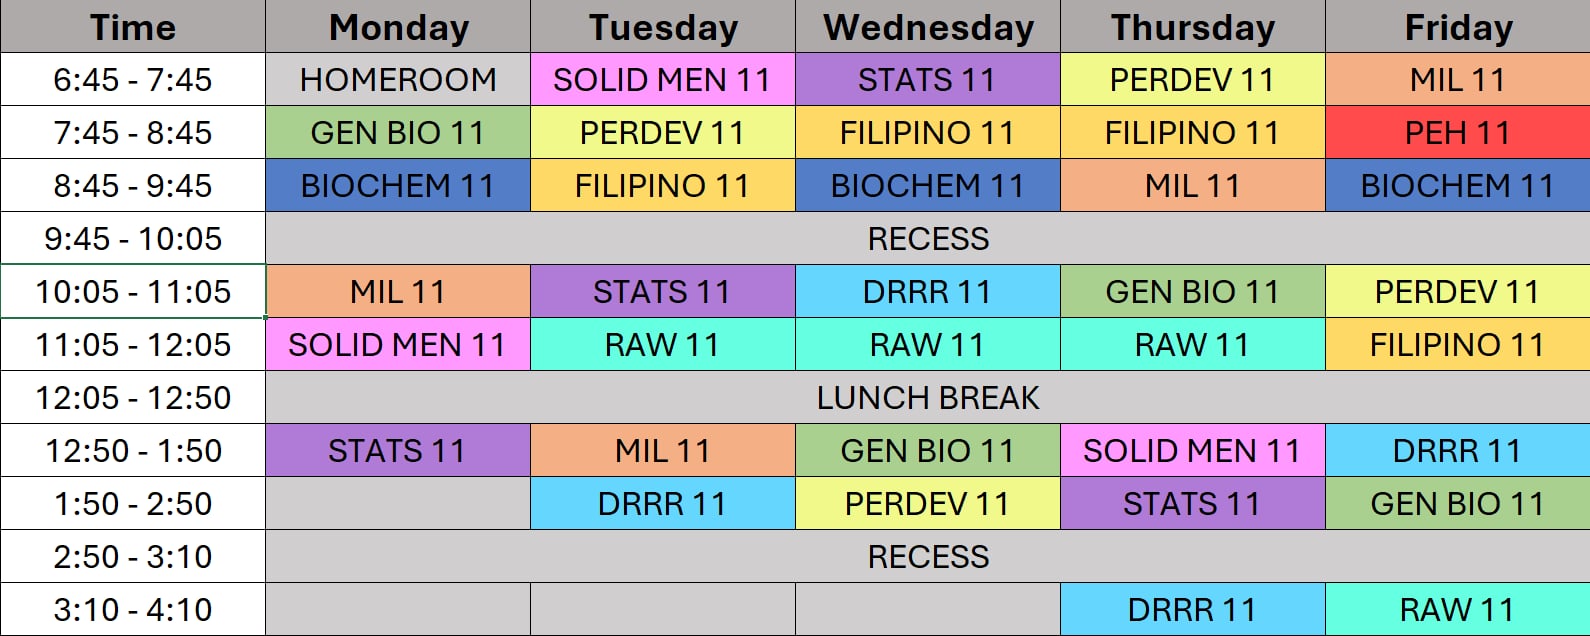 Time Monday Tuesday Wednesday Thursday Friday
6:45 - 7:45 HOMEROOM SOLID MEN 11 STATS 11 PERDEV 11 MIL 11
7:45 - 8:45 GEN BIO 11 PERDEV 11 FILIPINO 11 FILIPINO 11 PEH 11
8:45 - 9:45 BIOCHEM 11 FILIPINO 11 BIOCHEM 11 MIL 11 BIOCHEM 11
9:45 - 10:05 RECESS
10:05 - 11:05 MIL 11 STATS 11 DRRR 11 GEN BIO 11 PERDEV 11
11:05 - 12:05 SOLID MEN 11 RAW 11 RAW 11 RAW 11 FILIPINO 11
12:05 - 12:50 LUNCH BREAK
12:50 - 1:50 STATS 11 MIL 11 GEN BIO 11 SOLID MEN 11 DRRR 11
1:50 - 2:50 DRRR 11 PERDEV 11 STATS 11 GEN BIO 11
2:50 - 3:10 RECESS
3:10 - 4:10 DRRR 11 RAW 11